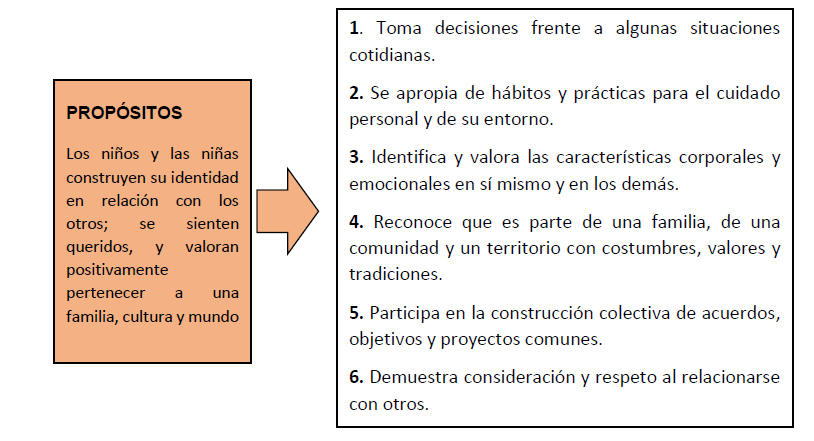 PROPÓSITOS
Los niños y las niñas
construyen su identidad
en relación con los
otros; se sienten
queridos, y valoran
positivamente
pertenecer a una
familia, cultura y mundo
1. Toma decisiones frente a algunas situaciones
cotidianas.
2. Se apropia de hábitos y prácticas para el cuidado
personal y de su entorno.
3. Identifica y valora las características corporales y
emocionales en sí mismo y en los demás.
4. Reconoce que es parte de una familia, de una
comunidad y un territorio con costumbres, valores y
tradiciones.
5. Participa en la construcción colectiva de acuerdos,
objetivos y proyectos comunes.
6. Demuestra consideración y respeto al relacionarse
con otros.